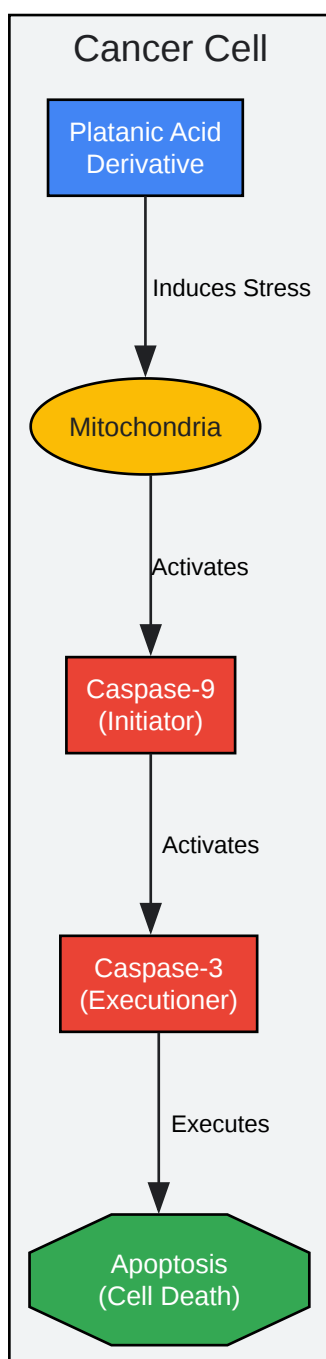 Cancer Cell
Platanic Acid
Derivative
Induces Stress
Mitochondria
Activates
Caspase-9
(Initiator)
Activates
Caspase-3
(Executioner)
Executes
Apoptosis
(Cell Death)